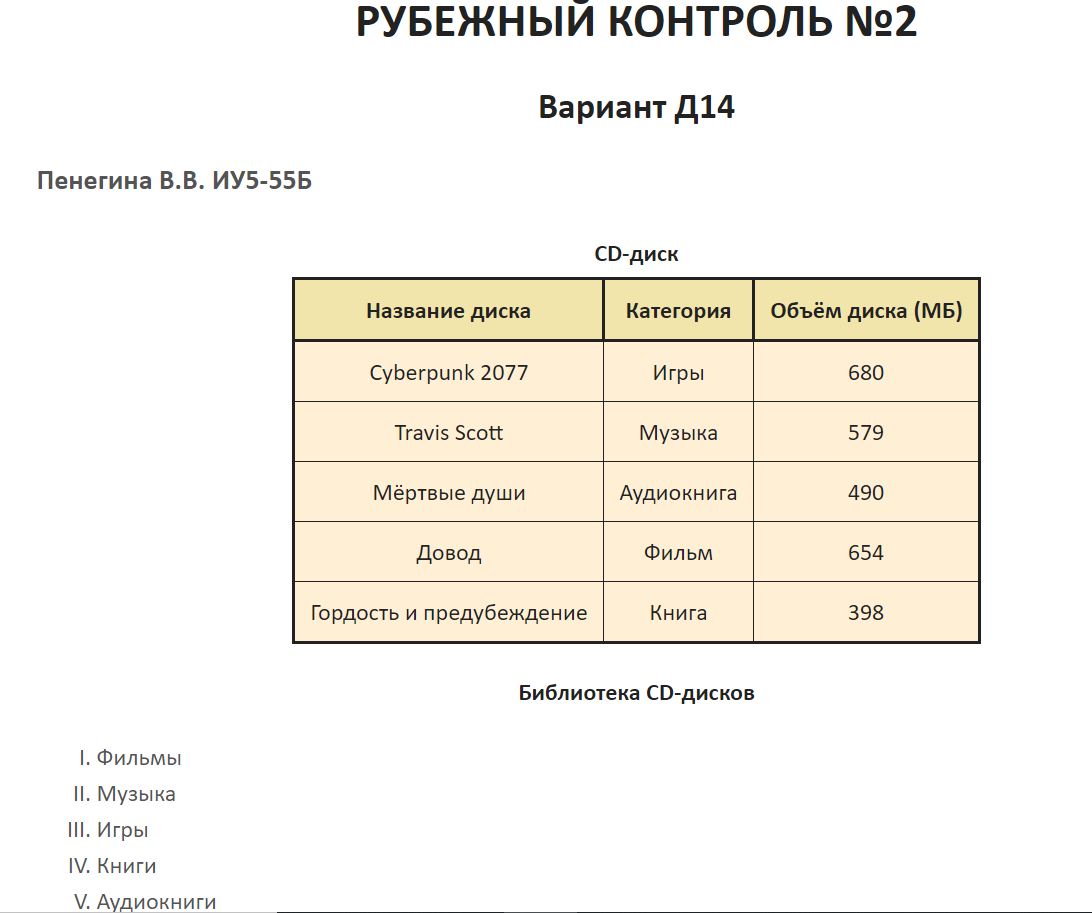 РУБЕЖНЫЙ КОНТРОЛЬ №2
Вариант Д14
Пенегина В.В. ИУ5-55Б
CD-диск
Название диска Категория Объём диска (МБ)
Cyberpunk 2077 Игры 680
Travis Scott Музыка 579
Мёртвые души Аудиокнига 490
Довод Фильм 654
Гордость и предубеждение Книга 398
Библиотека CD-дисков
I. Фильмы
II. Музыка
III. Игры
IV. Книги
V. Аудиокниги